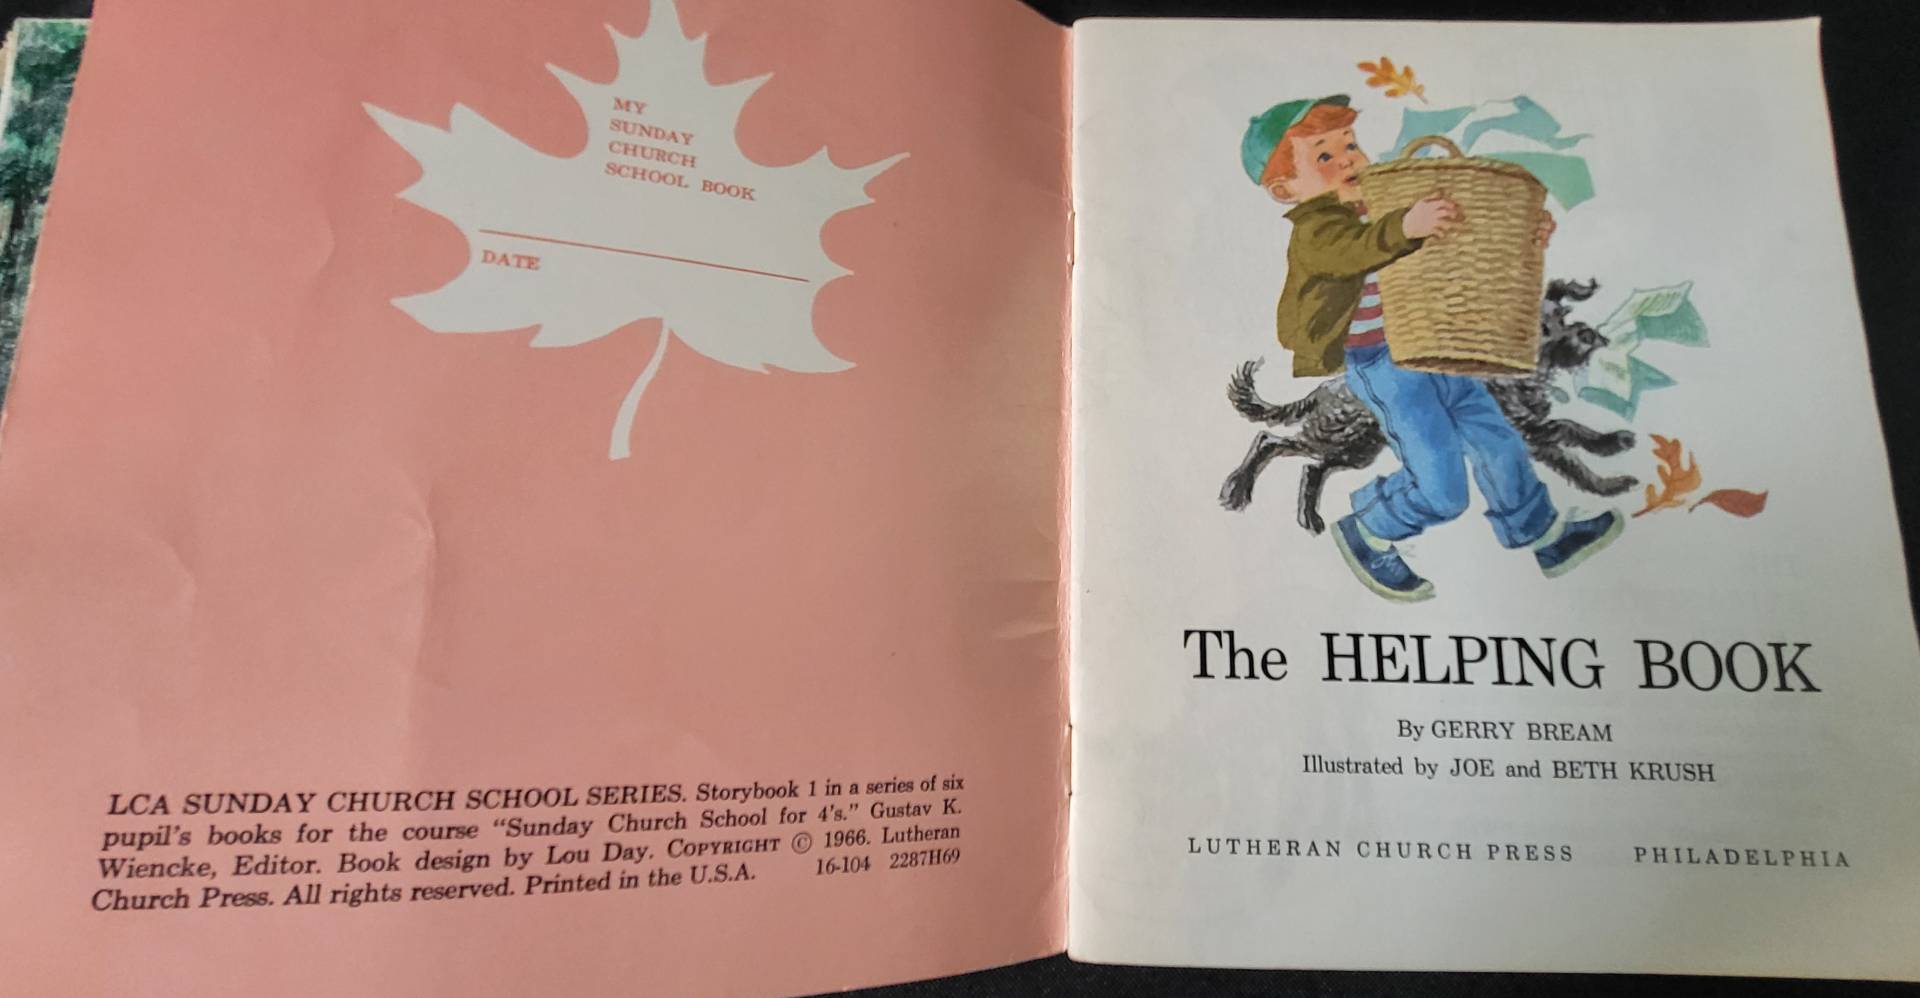 MY
SUNDAY
CHURCH
SCHOOL BOOK
DATE
LCA SUNDAY CHURCH SCHOOL SERIES. Storybook 1 in a series of six
pupil's books for the course “Sunday Church School for 4's.” Gustav K.
Wiencke, Editor. Book design by Lou Day. COPYRIGHT © 1966. Lutheran
Church Press. All rights reserved. Printed in the U.S.A. 16-104 2287H69
The HELPING BOOK
By GERRY BREAM
Illustrated by JOE and BETH KRUSH
LUTHERAN CHURCH PRESS PHILADELPHIA